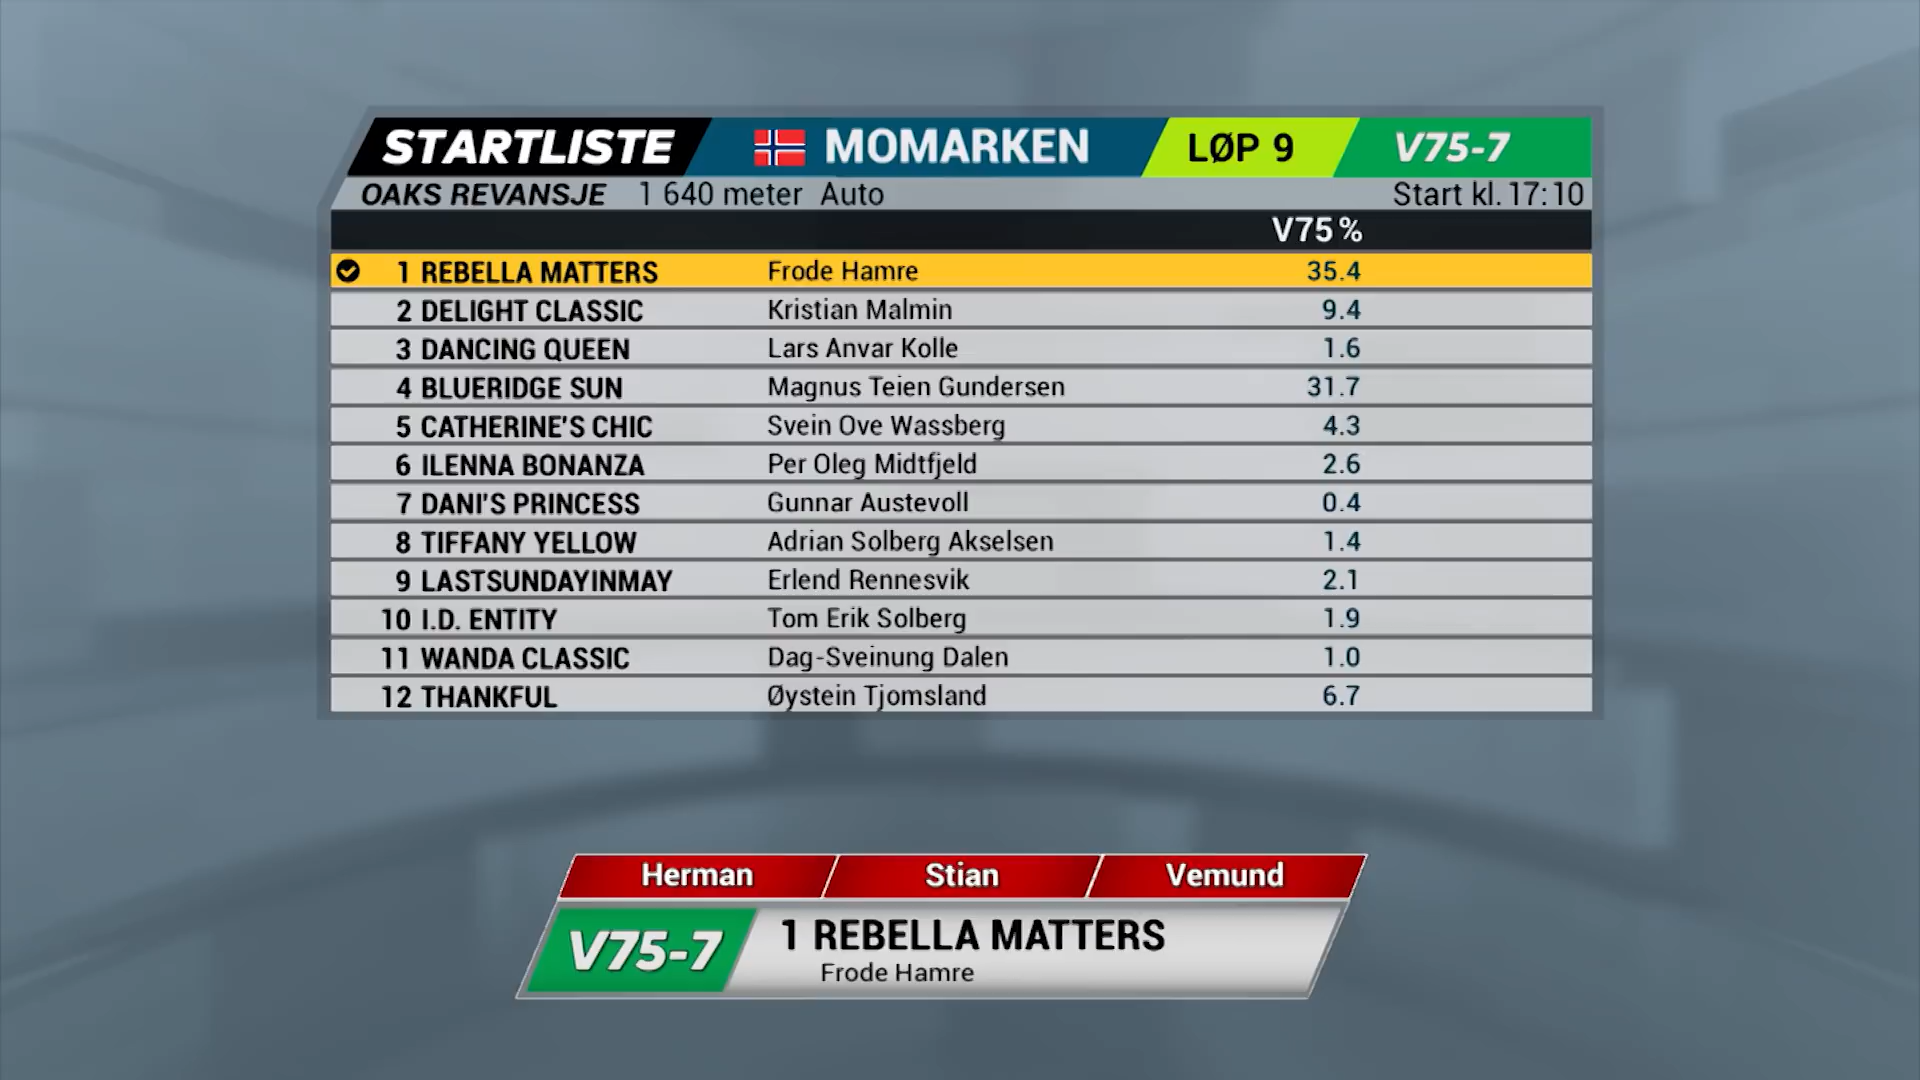 STARTLISTE MOMARKEN LØP 9 V75-7
OAKS REVANSJE 1 640 meter Auto Start kl. 17:10
V75%
1 REBELLA MATTERS Frode Hamre 35.4
2 DELIGHT CLASSIC Kristian Malmin 9.4
3 DANCING QUEEN Lars Anvar Kolle 1.6
4 BLUERIDGE SUN Magnus Teien Gundersen 31.7
5 CATHERINE'S CHIC Svein Ove Wassberg 4.3
6 ILENNA BONANZA Per Oleg Midtfjeld 2.6
7 DANI'S PRINCESS Gunnar Austevoll 0.4
8 TIFFANY YELLOW Adrian Solberg Akselsen 1.4
9 LASTSUNDAYINMAY Erlend Rennesvik 2.1
10 I.D. ENTITY Tom Erik Solberg 1.9
11 WANDA CLASSIC Dag-Sveinung Dalen 1.0
12 THANKFUL Øystein Tjomsland 6.7
Herman Stian Vemund
V75-7 1 REBELLA MATTERS
Frode Hamre